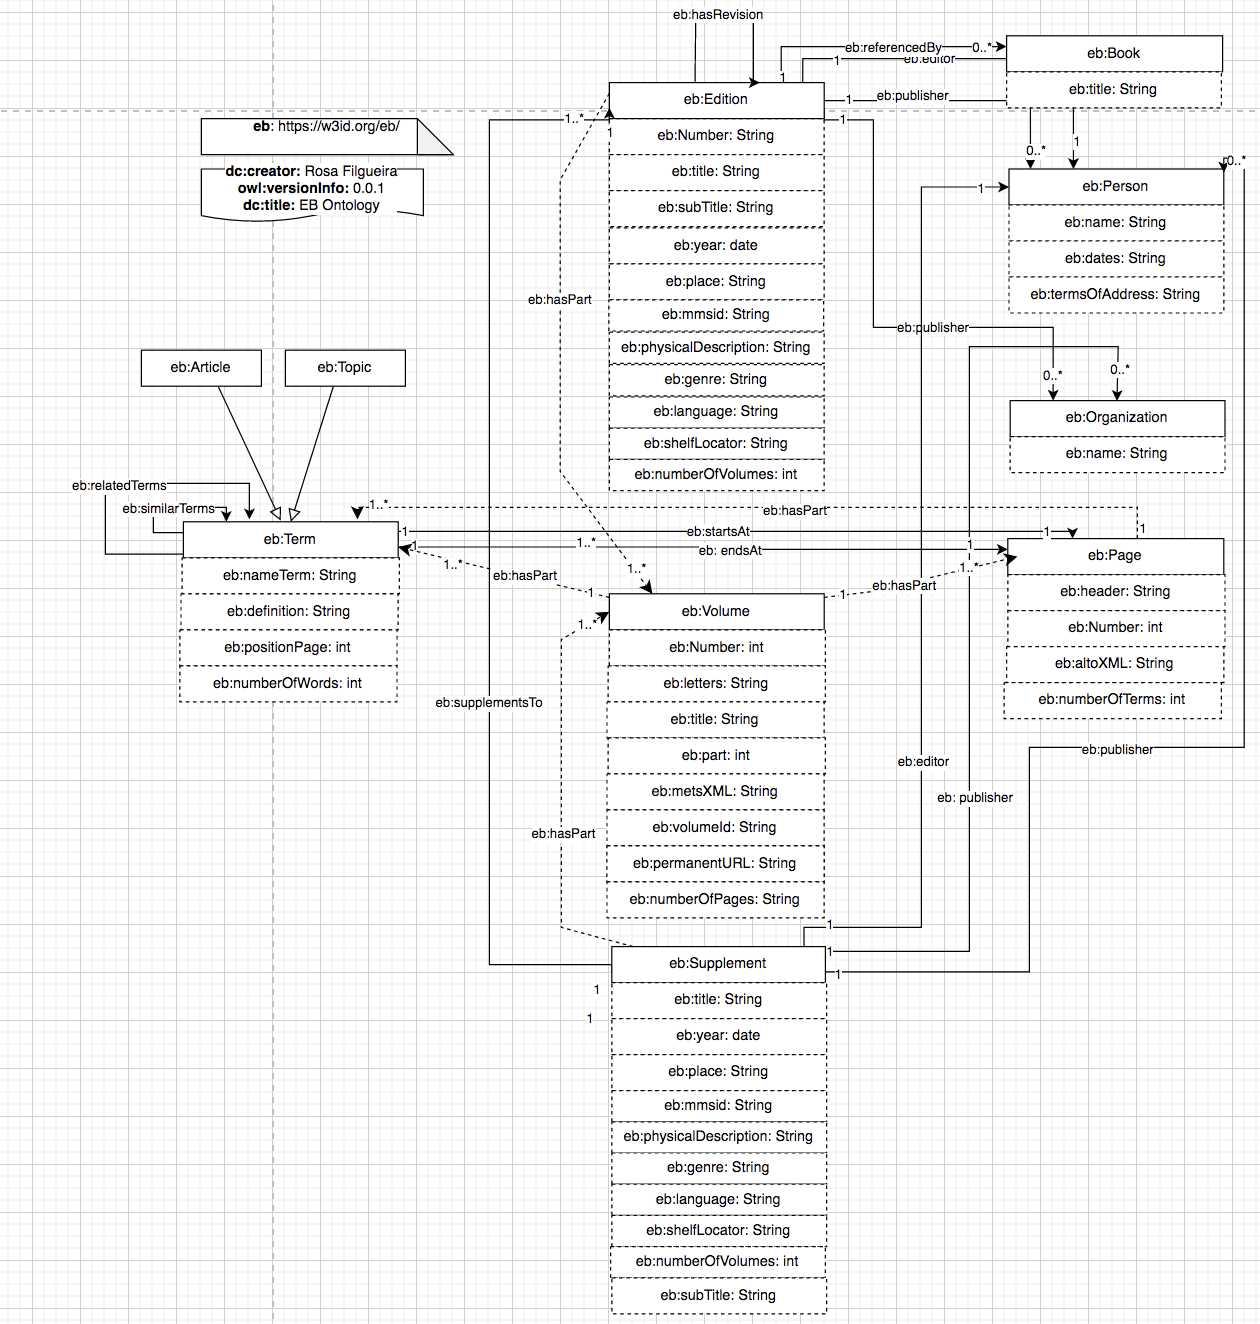 eb:hasRevision
eb:referencedBy
0..*
1
1
eb:editor
eb:Book
eb:title: String
eb:Edition
1
eb:publisher
1..*
1
1
eb:Number: String
eb:title: String
eb:subTitle: String
eb:year: date
eb:place: String
eb:mmsid: String
eb:physicalDescription: String
eb:genre: String
eb:language: String
eb:shelfLocator: String
eb:numberOfVolumes: int
eb: https://w3id.org/eb/
dc:creator: Rosa Filgueira
owl:versionInfo: 0.0.1
dc:title: EB Ontology
0..*
1
0..*
1
eb:Person
eb:name: String
eb:dates: String
eb:termsOfAddress: String
eb:hasPart
eb:publisher
0..*
0..*
eb:Organization
eb:name: String
eb:Article
eb:Topic
eb:relatedTerms
eb:similarTerms
1..*
eb:hasPart
1
eb:Term
1
eb:startsAt
1
1
1..*
eb: endsAt
1
eb:nameTerm: String
eb:definition: String
eb:positionPage: int
eb:numberOfWords: int
1..*
eb:hasPart
1
1..*
1..*
eb:Volume
1
eb:hasPart
1..*
eb:Page
eb:header: String
eb:Number: int
eb:altoXML: String
eb:numberOfTerms: int
eb:Number: int
eb:letters: String
eb:title: String
eb:part: int
eb:metsXML: String
eb:volumeId: String
eb:permanentURL: String
eb:numberOfPages: String
eb:supplementsTo
eb:hasPart
eb:editor
eb: publisher
eb:publisher
1
1
1
eb:Supplement
1
1
eb:title: String
eb:year: date
eb:place: String
eb:mmsid: String
eb:physicalDescription: String
eb:genre: String
eb:language: String
eb:shelfLocator: String
eb:numberOfVolumes: int
eb:subTitle: String